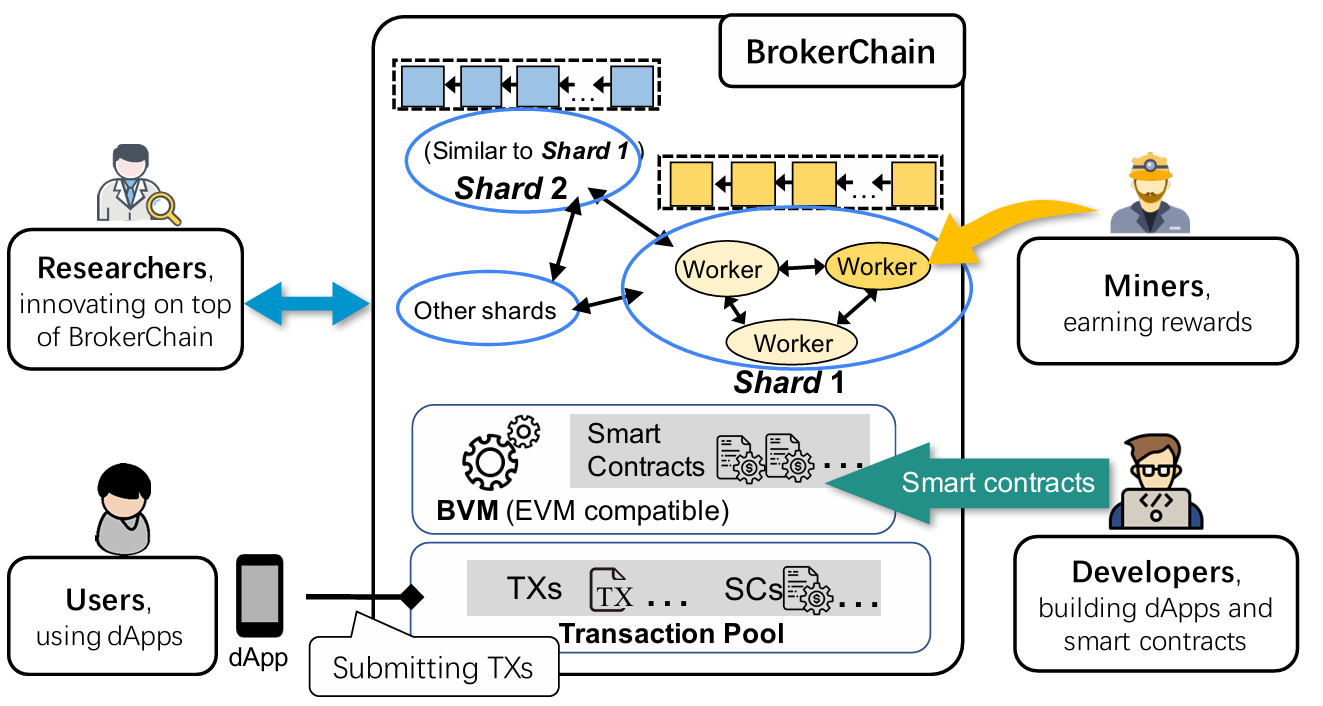 BrokerChain
(Similar to Shard 1 )
Shard 2
Researchers,
innovating on top
of BrokerChain
Other shards
Worker
Worker
Worker
Shard 1
Miners,
earning rewards
Smart
Contracts
...
BVM (EVM compatible)
Smart contracts
Users,
using dApps
dApp
TXs
TX
...
SCs
...
Transaction Pool
Submitting TXs
Developers,
building dApps and
smart contracts